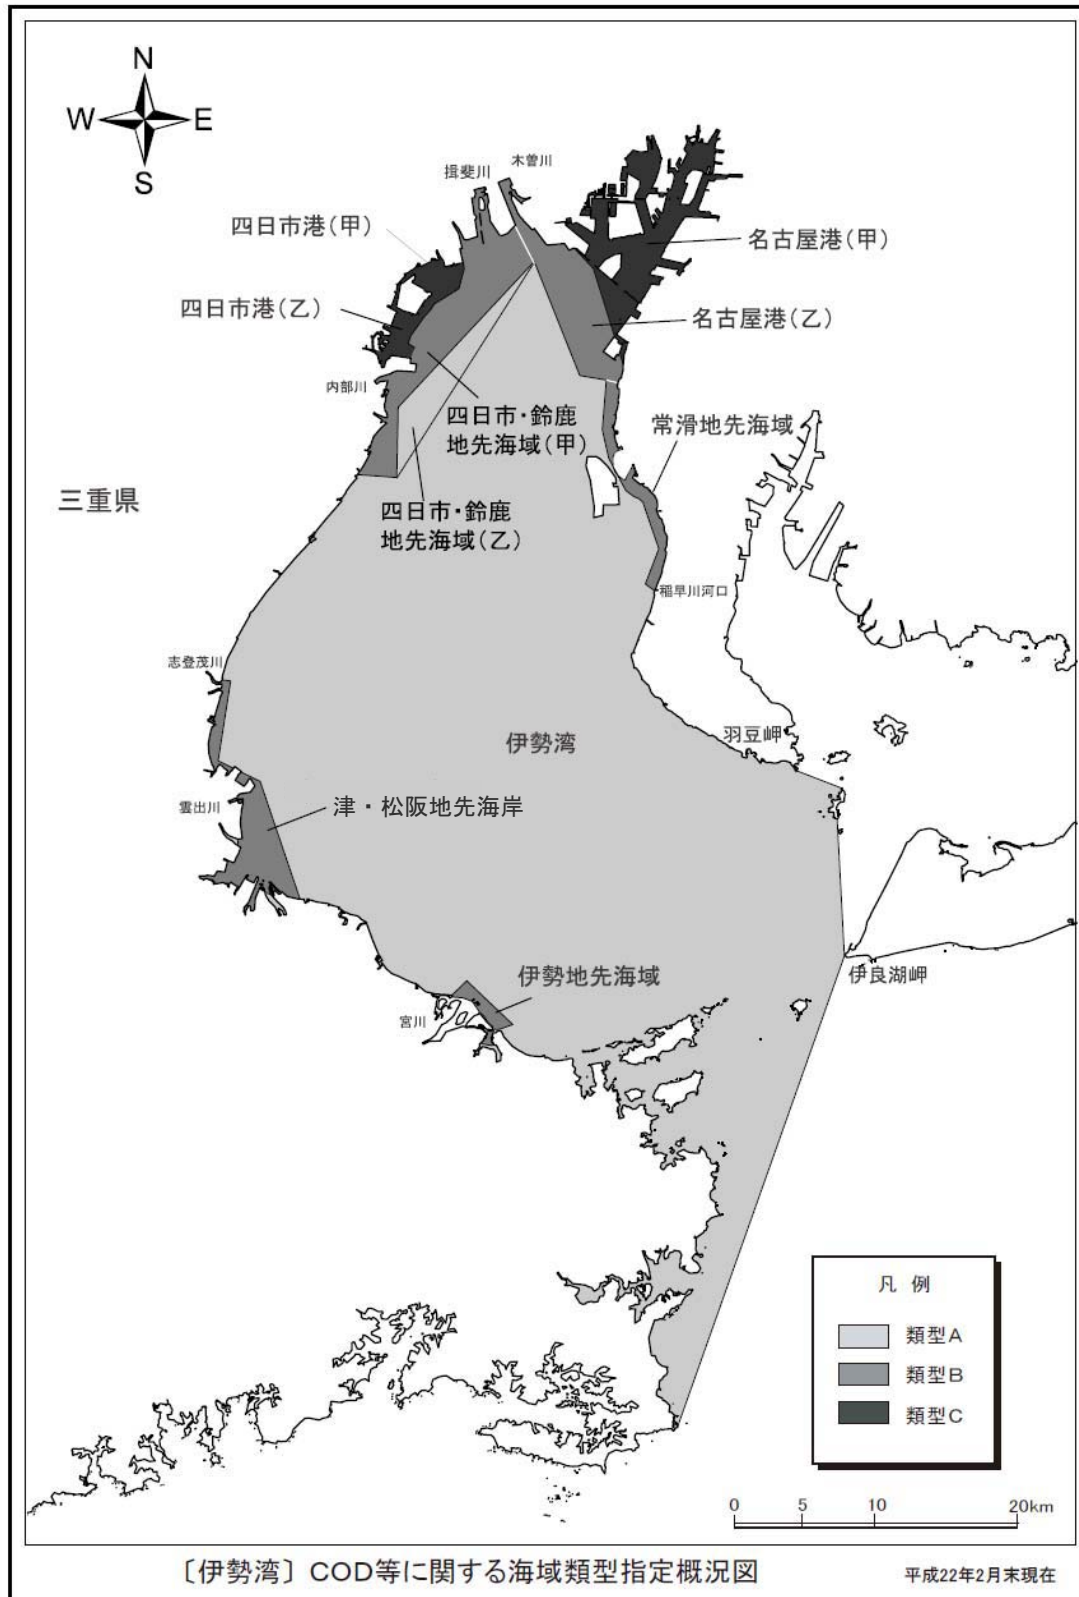 N
W E
S
木曽川
揖斐川
四日市港(甲)
名古屋港(甲)
四日市港(乙)
名古屋港(乙)
内部川
四日市・鈴鹿
地先海域(甲)
常滑地先海域
三重県
四日市・鈴鹿
地先海域(乙)
稲早川河口
志登茂川
羽豆岬
伊勢湾
雲出川
津・松阪地先海岸
伊良湖岬
伊勢地先海域
宮川
凡 例
類型A
類型B
類型C
0 5 10 20km
〔伊勢湾〕COD等に関する海域類型指定概況図
平成22年2月末現在